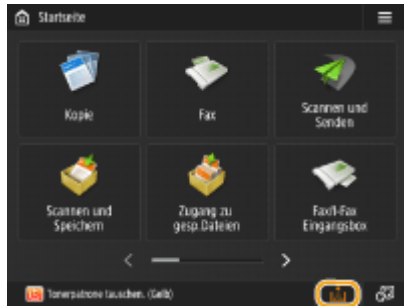 Startseite
Kopie
Fax
Scannen und
Senden
Scannen und
Speichern
Zugang zu
gesp.Dateien
Fax/I-Fax
Eingangsbox
Tonerpatrone tauschen. (Gelb)